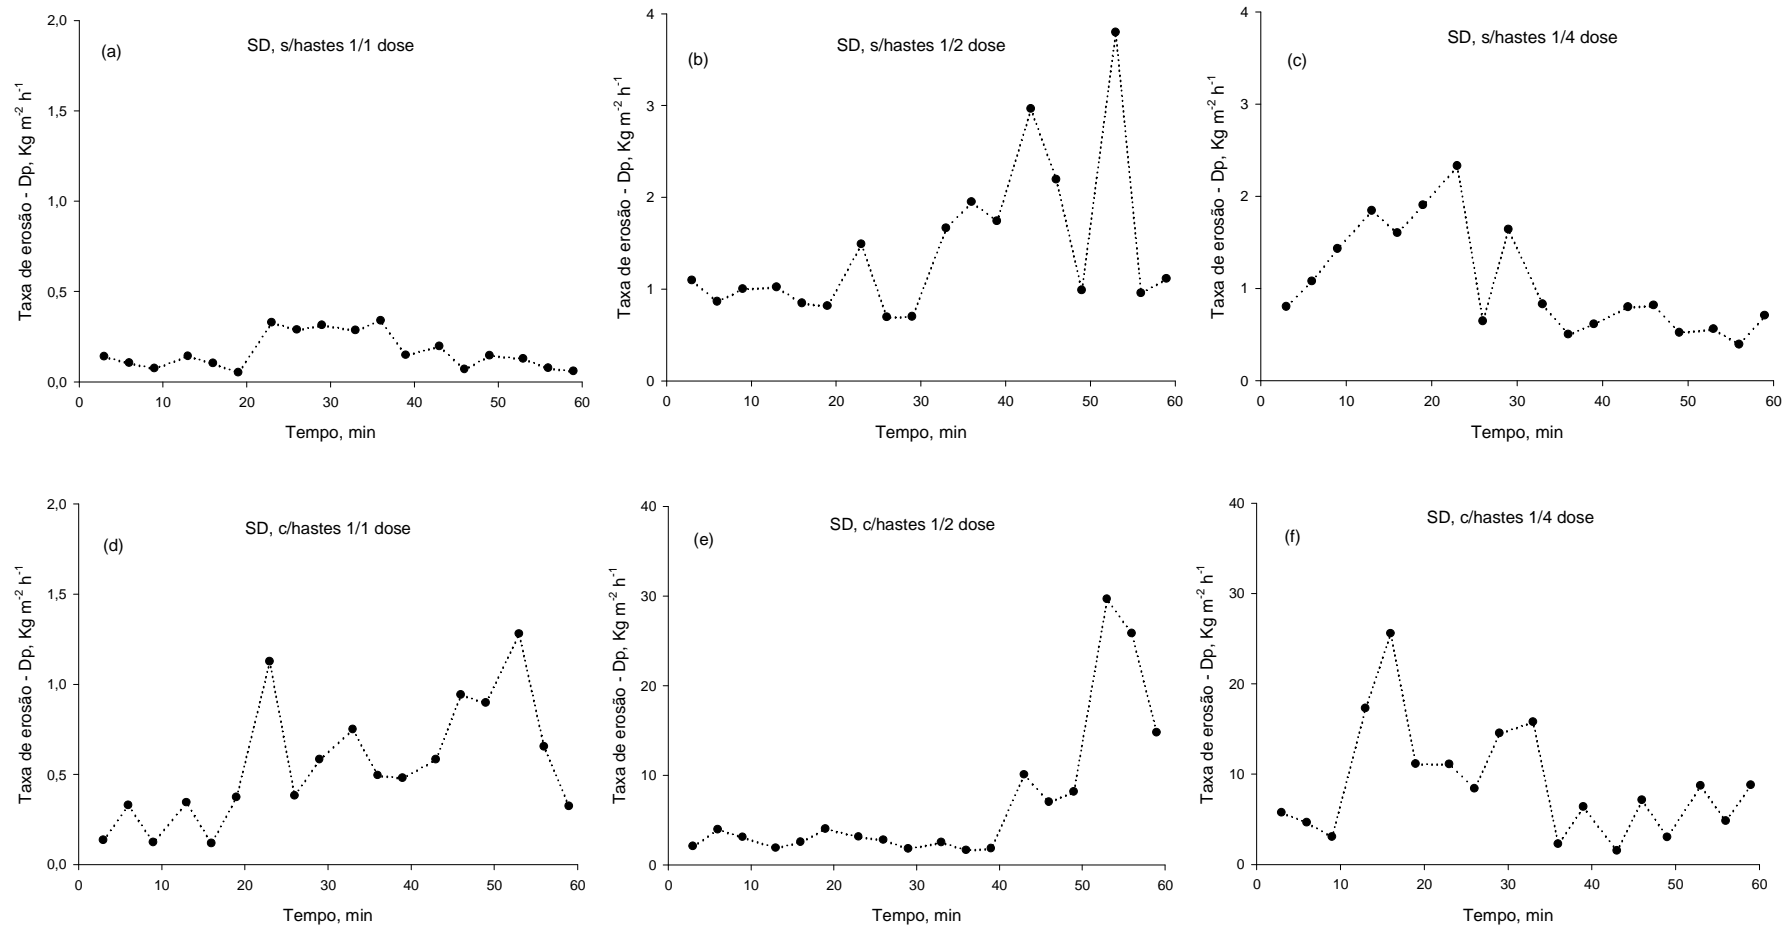 (a)
SD, s/hastes 1/1 dose
Taxa de erosão - Dp, Kg m⁻² h⁻¹
2,0
1,5
1,0
0,5
0,0
0 10 20 30 40 50 60
Tempo, min
(b)
SD, s/hastes 1/2 dose
Taxa de erosão - Dp, Kg m⁻² h⁻¹
4
3
2
1
0
0 10 20 30 40 50 60
Tempo, min
(c)
SD, s/hastes 1/4 dose
Taxa de erosão - Dp, Kg m⁻² h⁻¹
4
3
2
1
0
0 10 20 30 40 50 60
Tempo, min
(d)
SD, c/hastes 1/1 dose
Taxa de erosão - Dp, Kg m⁻² h⁻¹
2,0
1,5
1,0
0,5
0,0
0 10 20 30 40 50 60
Tempo, min
(e)
SD, c/hastes 1/2 dose
Taxa de erosão - Dp, Kg m⁻² h⁻¹
40
30
20
10
0
0 10 20 30 40 50 60
Tempo, min
(f)
SD, c/hastes 1/4 dose
Taxa de erosão - Dp, Kg m⁻² h⁻¹
40
30
20
10
0
0 10 20 30 40 50 60
Tempo, min